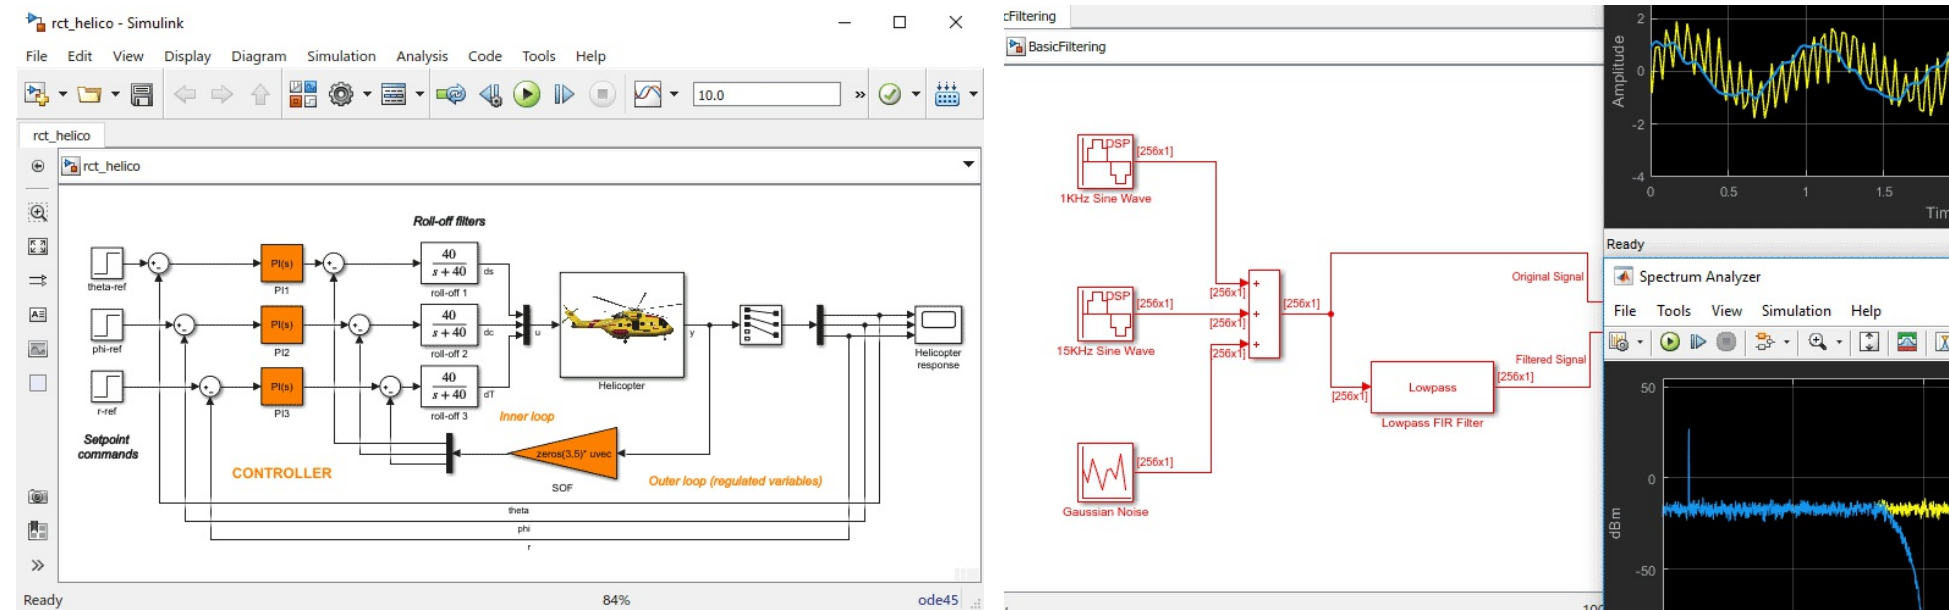 rct_helico - Simulink
File Edit View Display Diagram Simulation Analysis Code Tools Help
10.0
rct_helico
rct_helico
Roll-off filters
theta-ref
PI(s)
PI1
40
s + 40
ds
roll-off 1
phi-ref
PI(s)
PI2
40
s + 40
dc
roll-off 2
r-ref
PI(s)
PI3
40
s + 40
dT
roll-off 3
u
Helicopter
y
Helicopter
response
Setpoint
commands
CONTROLLER
Inner loop
zeros(3,5)* uvec
SOF
Outer loop (regulated variables)
theta
phi
r
Ready 84% ode45
cFiltering
BasicFiltering
DSP
[256x1]
1KHz Sine Wave
DSP
[256x1]
15KHz Sine Wave
[256x1]
Gaussian Noise
[256x1]
[256x1]
[256x1]
[256x1]
Original Signal
[256x1]
Lowpass
Lowpass FIR Filter
Filtered Signal
[256x1]
Amplitude
2
0
-2
-4
0 0.5 1 1.5
Tim
Ready
Spectrum Analyzer
File Tools View Simulation Help
dBm
50
0
-50